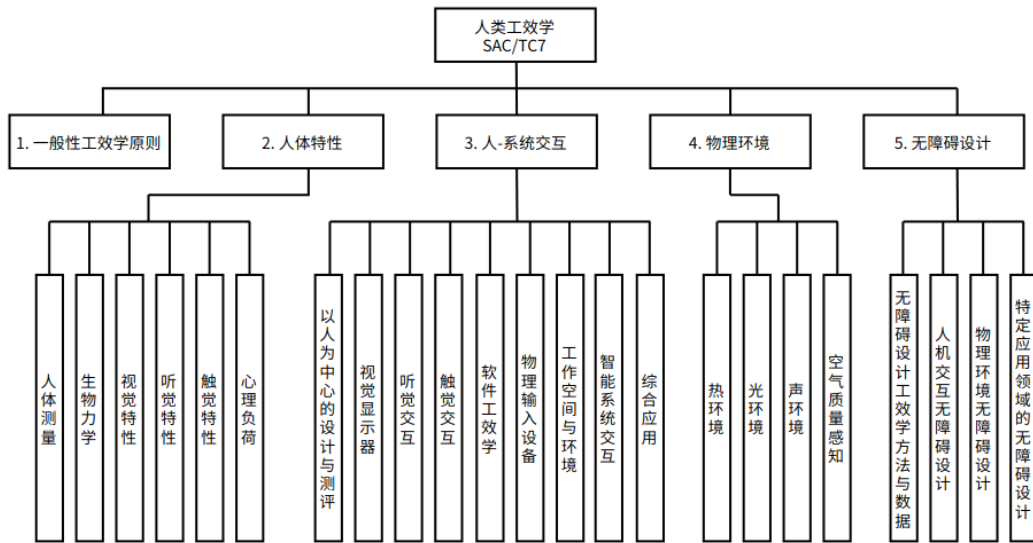 人类工效学
SAC/TC7
1. 一般性工效学原则
2. 人体特性
3. 人-系统交互
4. 物理环境
5. 无障碍设计
人体测量
生物力学
视觉特性
听觉特性
触觉特性
心理负荷
以人为中心的设计与测评
视觉显示器
听觉交互
触觉交互
软件工效学
物理输入设备
工作空间与环境
智能系统交互
综合应用
热环境
光环境
声环境
空气质量感知
无障碍设计工效学方法与数据
人机交互无障碍设计
物理环境无障碍设计
特定应用领域的无障碍设计